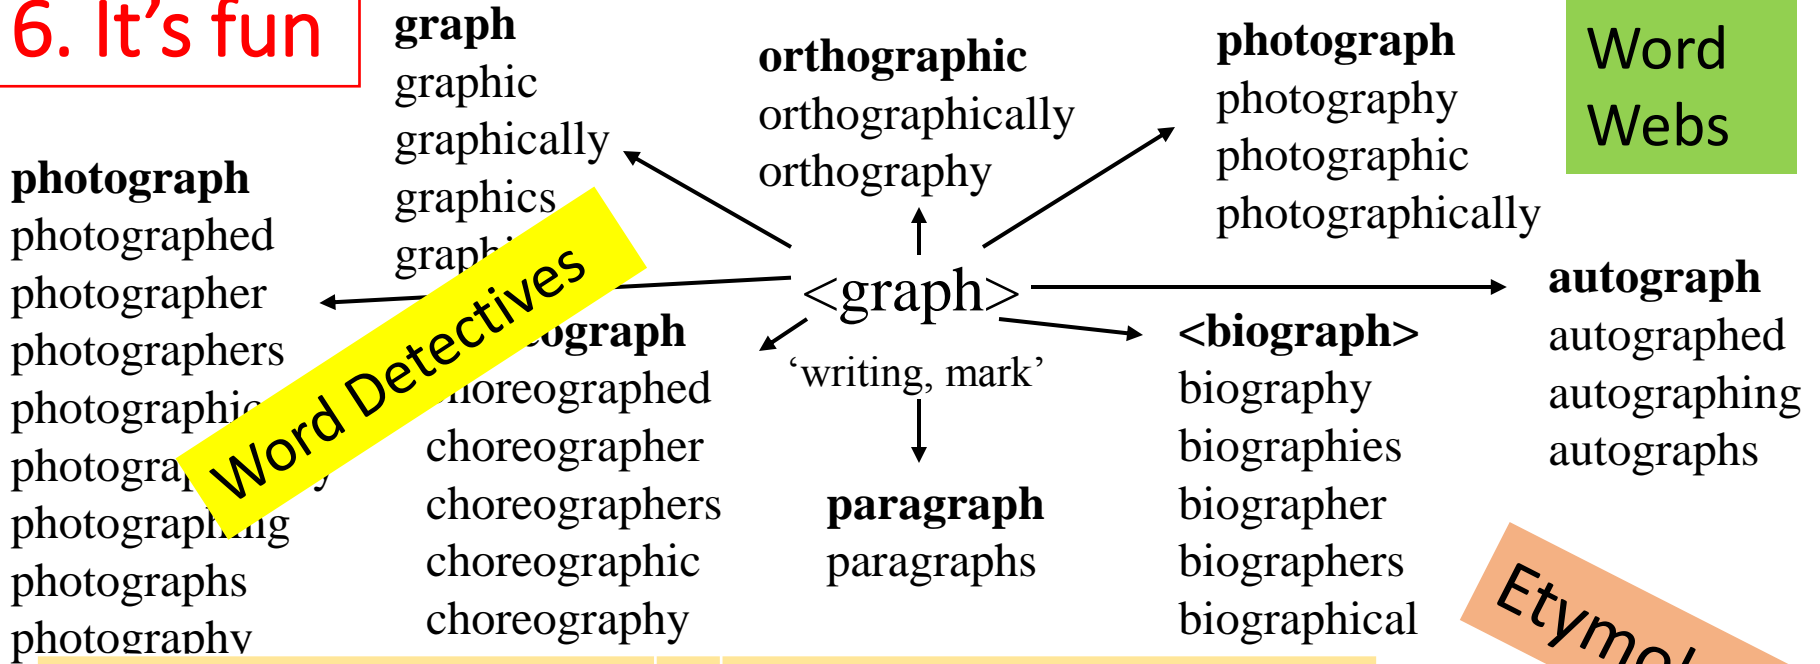 6. It's fun
graph
graphic
graphically
graphics
orthographic
orthographically
orthography
photograph
photography
photographic
photographically
Word
Webs
photograph
photographed
photographer
photographers
photographing
photographs
photography
Word Detectives
<graph>
'writing, mark'
choreographed
choreographer
choreographers
choreographic
choreography
paragraph
paragraphs
<biograph>
biography
biographies
biographer
biographers
biographical
autograph
autographed
autographing
autographs